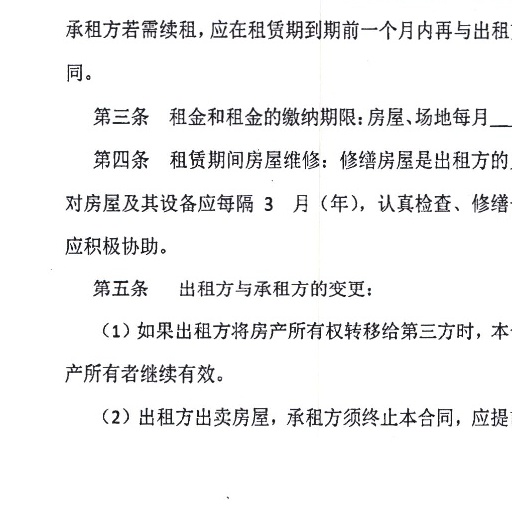 承租方若需续租，应在租赁期到期前一个月内再与出租
同。
第三条 租金和租金的缴纳期限：房屋、场地每月__
第四条 租赁期间房屋维修：修缮房屋是出租方的
对房屋及其设备应每隔 3 月（年），认真检查、修缮
应积极协助。
第五条 出租方与承租方的变更：
（1）如果出租方将房产所有权转移给第三方时，本
产所有者继续有效。
（2）出租方出卖房屋，承租方须终止本合同，应提